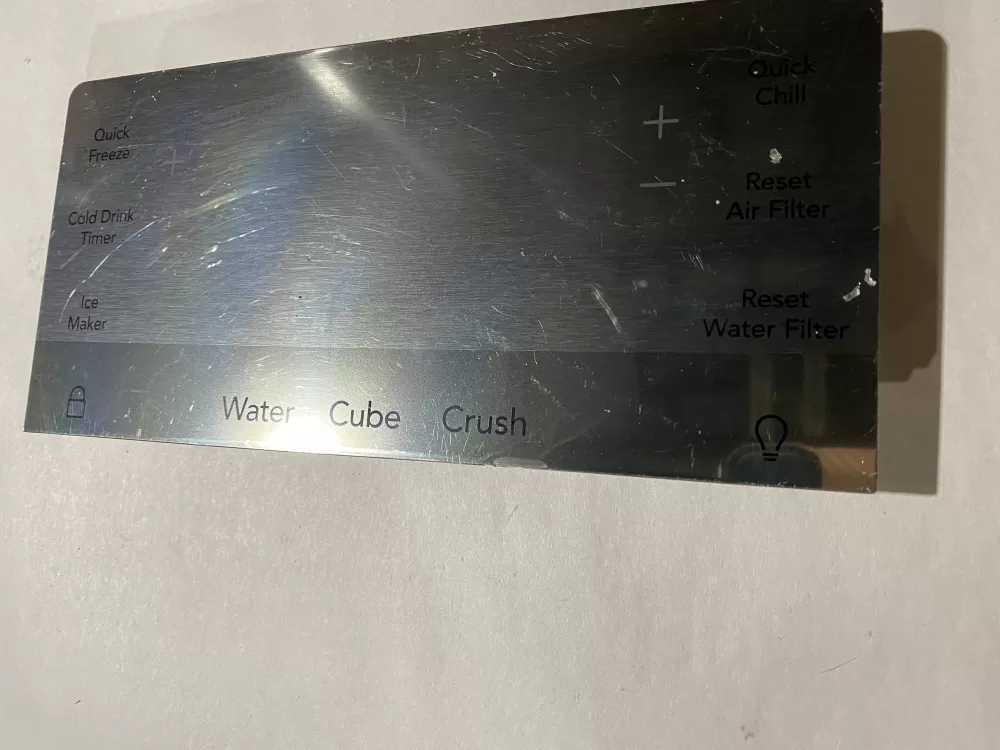 Quick
Freeze
+
Cold Drink
Timer
Ice
Maker
+
−
Quick
Chill
Reset
Air Filter
Reset
Water Filter
Water Cube Crush